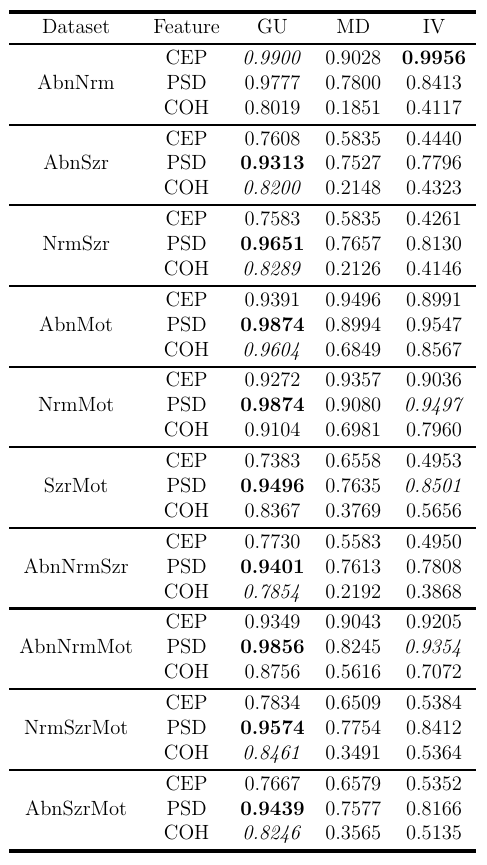 Dataset Feature GU MD IV
CEP 0.9900 0.9028 0.9956
AbnNrm PSD 0.9777 0.7800 0.8413
COH 0.8019 0.1851 0.4117
CEP 0.7608 0.5835 0.4440
AbnSzr PSD 0.9313 0.7527 0.7796
COH 0.8200 0.2148 0.4323
CEP 0.7583 0.5835 0.4261
NrmSzr PSD 0.9651 0.7657 0.8130
COH 0.8289 0.2126 0.4146
CEP 0.9391 0.9496 0.8991
AbnMot PSD 0.9874 0.8994 0.9547
COH 0.9604 0.6849 0.8567
CEP 0.9272 0.9357 0.9036
NrmMot PSD 0.9874 0.9080 0.9497
COH 0.9104 0.6981 0.7960
CEP 0.7383 0.6558 0.4953
SzrMot PSD 0.9496 0.7635 0.8501
COH 0.8367 0.3769 0.5656
CEP 0.7730 0.5583 0.4950
AbnNrmSzr PSD 0.9401 0.7613 0.7808
COH 0.7854 0.2192 0.3868
CEP 0.9349 0.9043 0.9205
AbnNrmMot PSD 0.9856 0.8245 0.9354
COH 0.8756 0.5616 0.7072
CEP 0.7834 0.6509 0.5384
NrmSzrMot PSD 0.9574 0.7754 0.8412
COH 0.8461 0.3491 0.5364
CEP 0.7667 0.6579 0.5352
AbnSzrMot PSD 0.9439 0.7577 0.8166
COH 0.8246 0.3565 0.5135